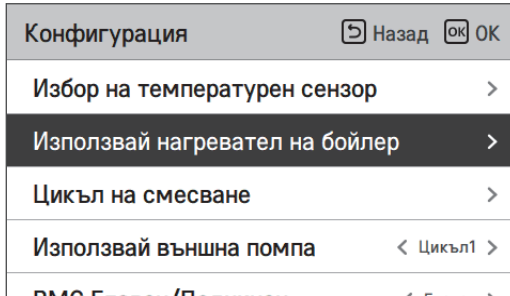 Конфигурация Назад OK OK
Избор на температурен сензор
Използвай нагревател на бойлер
Цикъл на смесване
Използвай външна помпа Цикъл1